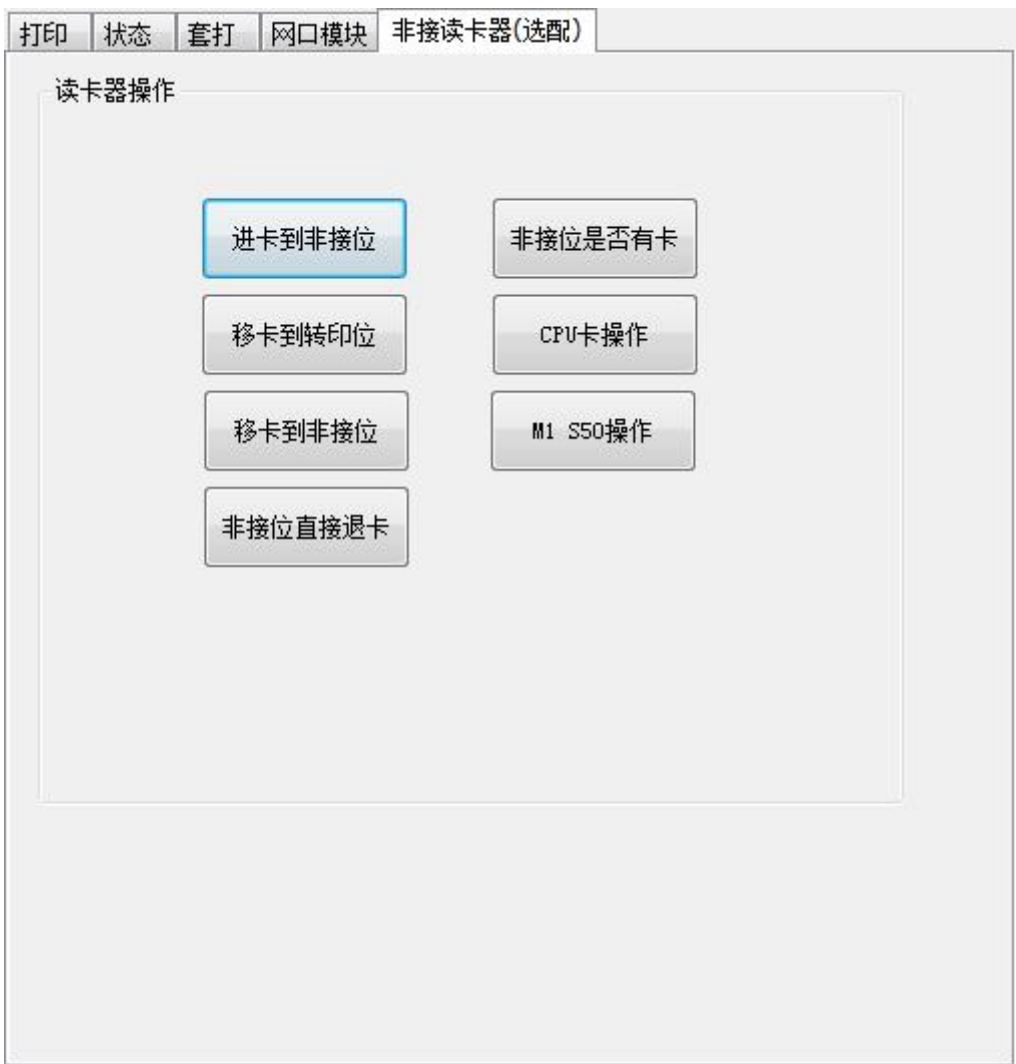 打印 状态 套打 网口模块 非接读卡器(选配)
读卡器操作
进卡到非接位 非接位是否有卡
移卡到转印位 CPU卡操作
移卡到非接位 M1 S50操作
非接位直接退卡